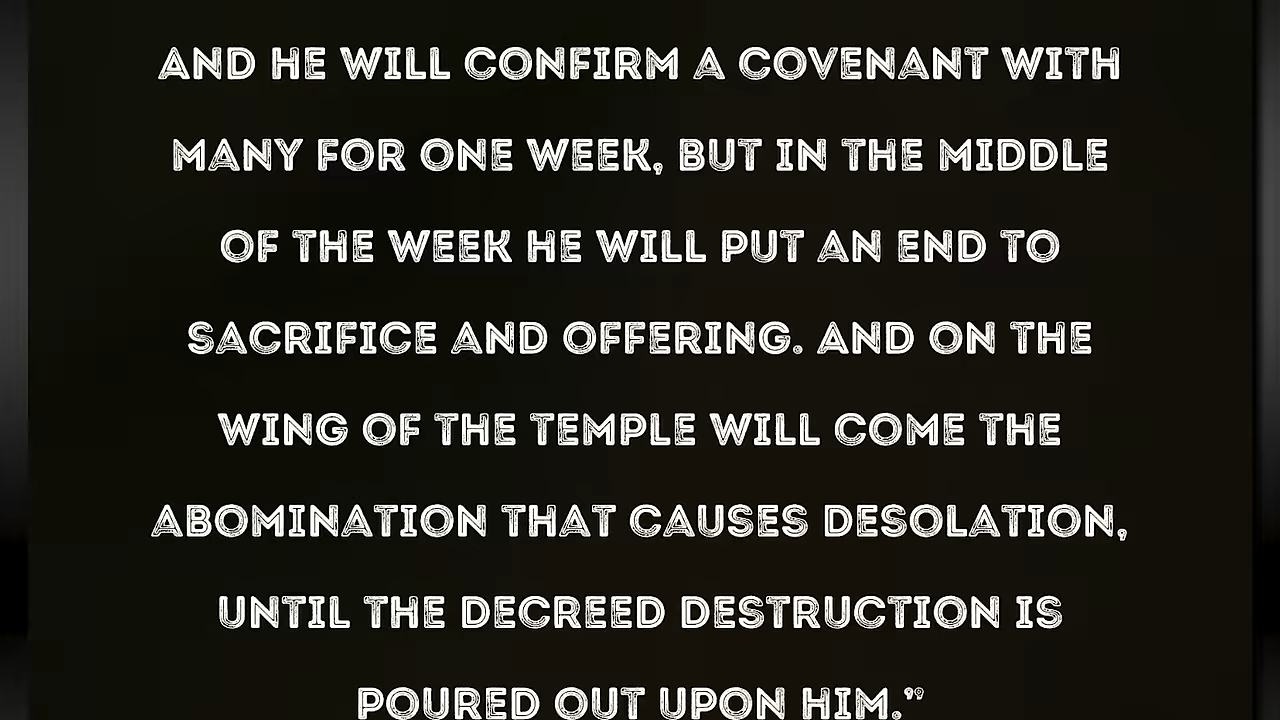 AND HE WILL CONFIRM A COVENANT WITH
MANY FOR ONE WEEK, BUT IN THE MIDDLE
OF THE WEEK HE WILL PUT AN END TO
SACRIFICE AND OFFERING. AND ON THE
WING OF THE TEMPLE WILL COME THE
ABOMINATION THAT CAUSES DESOLATION,
UNTIL THE DECREED DESTRUCTION IS
POURED OUT UPON HIM.”